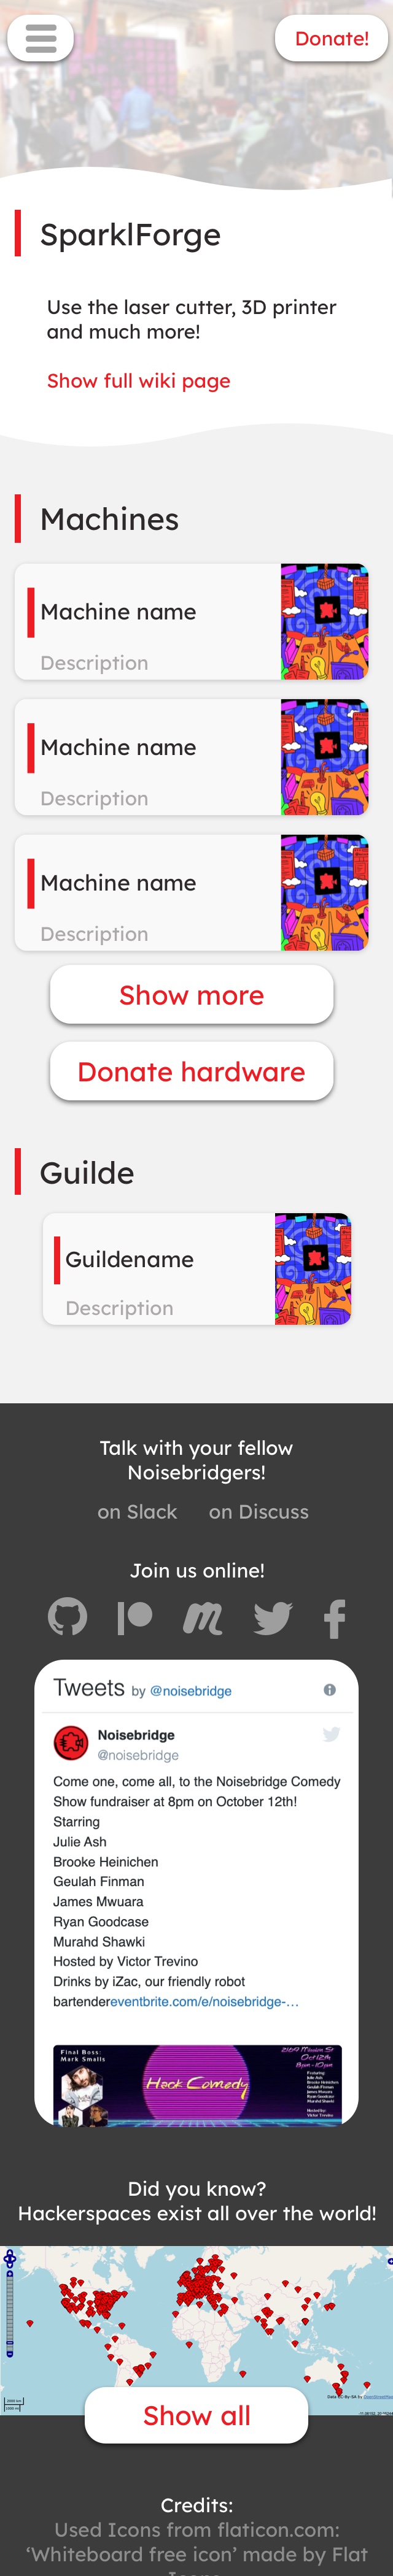 Donate!
SparklForge
Use the laser cutter, 3D printer
and much more!
Show full wiki page
Machines
Machine name
Description
Machine name
Description
Machine name
Description
Show more
Donate hardware
Guilde
Guildename
Description
Talk with your fellow
Noisebridgers!
on Slack on Discuss
Join us online!
Tweets by @noisebridge
Noisebridge
@noisebridge
Come one, come all, to the Noisebridge Comedy
Show fundraiser at 8pm on October 12th!
Starring
Julie Ash
Brooke Heinichen
Geulah Finman
James Mwuara
Ryan Goodcase
Murahd Shawki
Hosted by Victor Trevino
Drinks by iZac, our friendly robot
bartendereventbrite.com/e/noisebridge-…
Final Boss:
Mark Smalls
Hack Comedy
2169 Mission St
Oct 12th
8pm - 10pm
Did you know?
Hackerspaces exist all over the world!
Show all
Credits:
Used Icons from flaticon.com:
‘Whiteboard free icon’ made by Flat